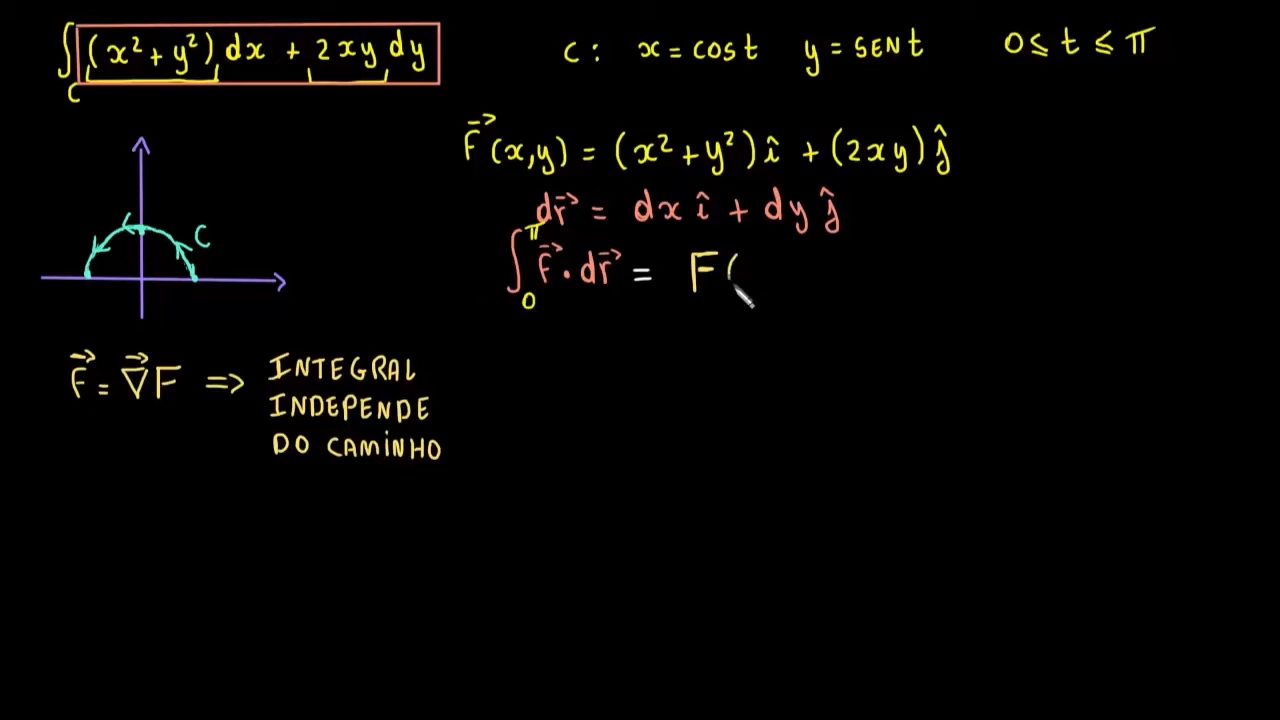 ∫_C (x² + y²) dx + 2xy dy
C: x = COS t y = SEN t 0 ≤ t ≤ π
F⃗(x,y) = (x² + y²) î + (2xy) ĵ
dr⃗ = dx î + dy ĵ
C
∫₀^π F⃗ · dr⃗ = F(
F⃗ = ∇⃗F ⇒ INTEGRAL
INDEPENDE
DO CAMINHO